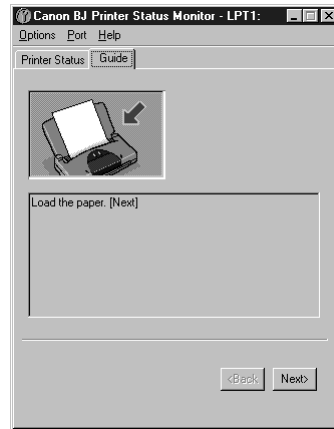 Canon BJ Printer Status Monitor - LPT1:
Options Port Help
Printer Status Guide
Load the paper. [Next]
<Back Next>